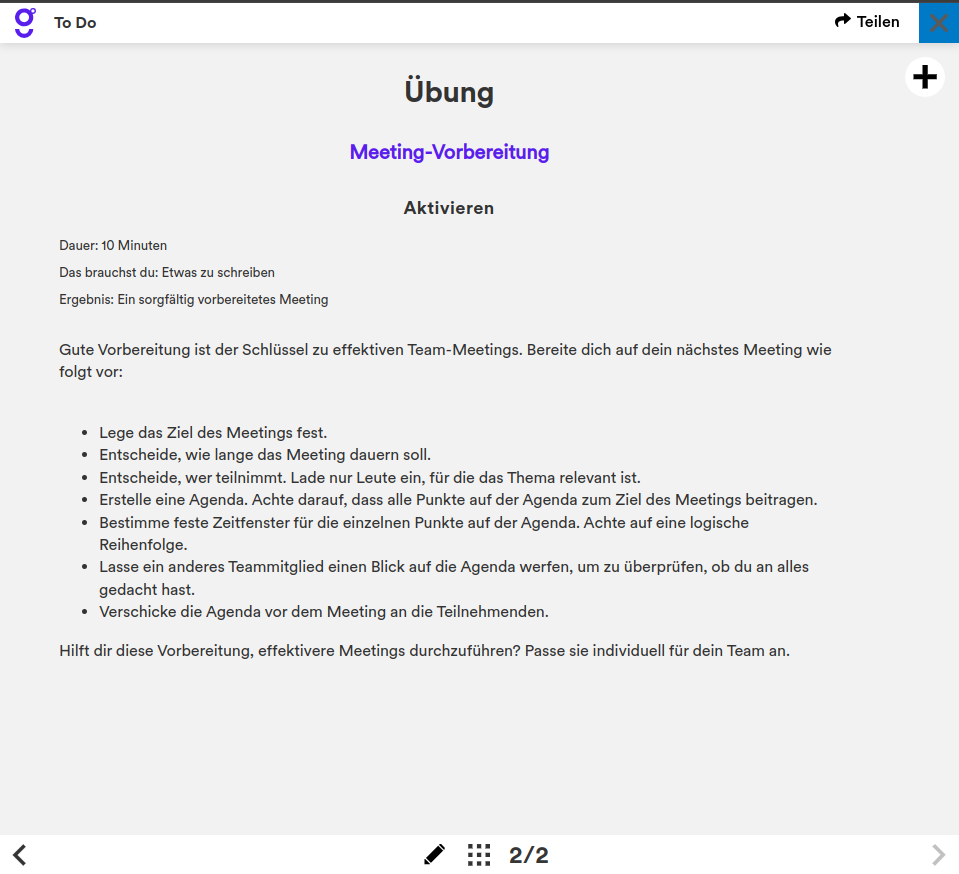 To Do
Teilen
Übung
Meeting-Vorbereitung
Aktivieren
Dauer: 10 Minuten
Das brauchst du: Etwas zu schreiben
Ergebnis: Ein sorgfältig vorbereitetes Meeting
Gute Vorbereitung ist der Schlüssel zu effektiven Team-Meetings. Bereite dich auf dein nächstes Meeting wie
folgt vor:
• Lege das Ziel des Meetings fest.
• Entscheide, wie lange das Meeting dauern soll.
• Entscheide, wer teilnimmt. Lade nur Leute ein, für die das Thema relevant ist.
• Erstelle eine Agenda. Achte darauf, dass alle Punkte auf der Agenda zum Ziel des Meetings beitragen.
• Bestimme feste Zeitfenster für die einzelnen Punkte auf der Agenda. Achte auf eine logische
Reihenfolge.
• Lasse ein anderes Teammitglied einen Blick auf die Agenda werfen, um zu überprüfen, ob du an alles
gedacht hast.
• Verschicke die Agenda vor dem Meeting an die Teilnehmenden.
Hilft dir diese Vorbereitung, effektivere Meetings durchzuführen? Passe sie individuell für dein Team an.
2/2